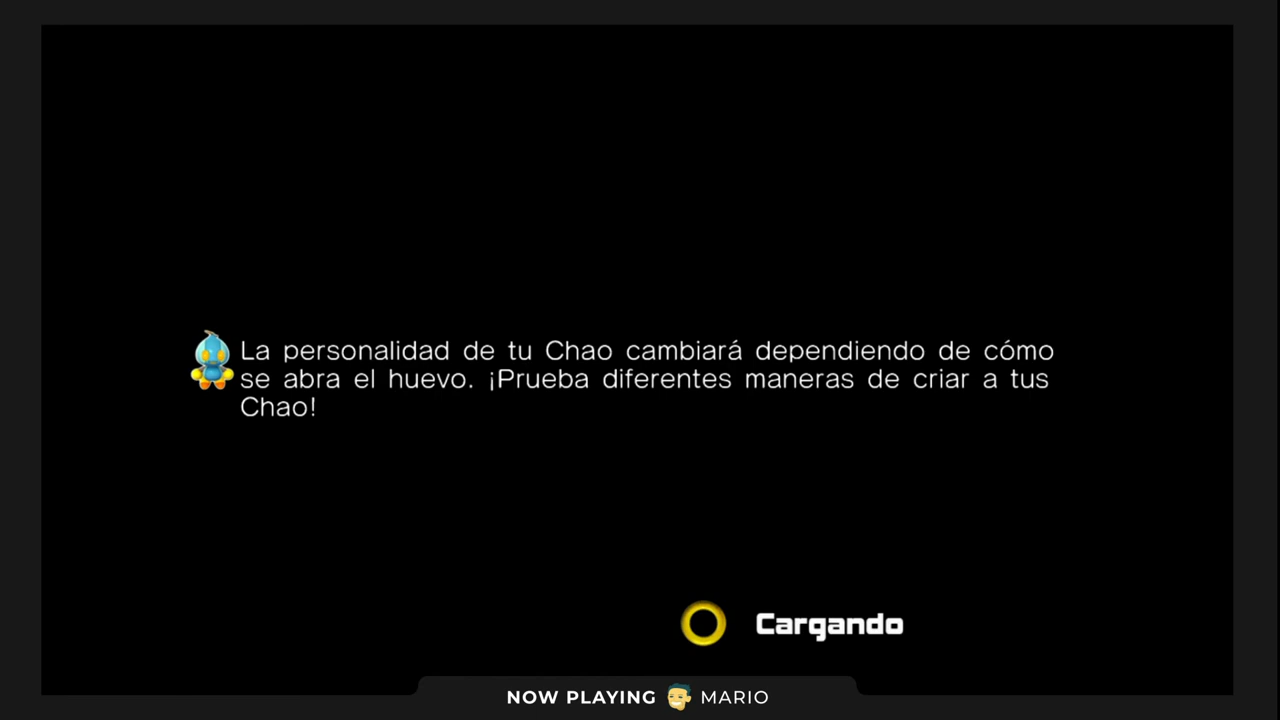 La personalidad de tu Chao cambiará dependiendo de cómo
se abra el huevo. ¡Prueba diferentes maneras de criar a tus
Chao!
Cargando
NOW PLAYING MARIO